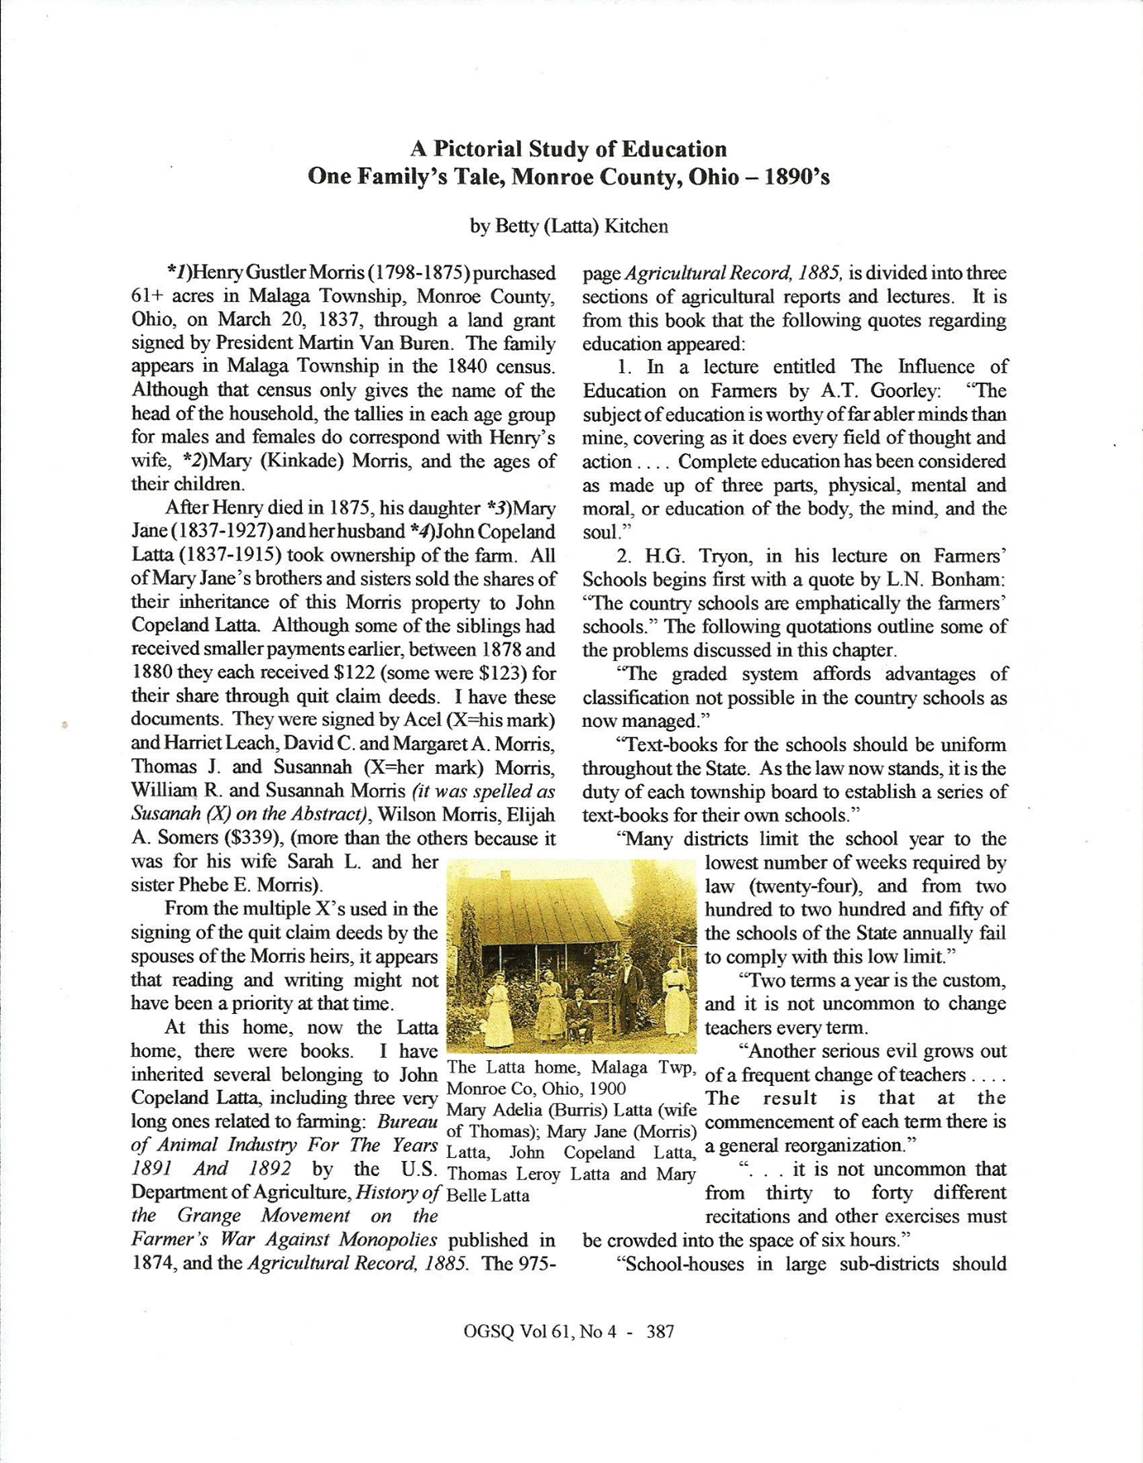 A Pictorial Study of Education
One Family's Tale, Monroe County, Ohio – 1890's
by Betty (Latta) Kitchen
*1)Henry Gustler Morris (1798-1875) purchased
61+ acres in Malaga Township, Monroe County,
Ohio, on March 20, 1837, through a land grant
signed by President Martin Van Buren. The family
appears in Malaga Township in the 1840 census.
Although that census only gives the name of the
head of the household, the tallies in each age group
for males and females do correspond with Henry's
wife, *2)Mary (Kinkade) Morris, and the ages of
their children.
After Henry died in 1875, his daughter *3)Mary
Jane (1837-1927) and her husband *4)John Copeland
Latta (1837-1915) took ownership of the farm. All
of Mary Jane's brothers and sisters sold the shares of
their inheritance of this Morris property to John
Copeland Latta. Although some of the siblings had
received smaller payments earlier, between 1878 and
1880 they each received $122 (some were $123) for
their share through quit claim deeds. I have these
documents. They were signed by Acel (X=his mark)
and Harriet Leach, David C. and Margaret A. Morris,
Thomas J. and Susannah (X=her mark) Morris,
William R. and Susannah Morris (it was spelled as
Susanah (X) on the Abstract), Wilson Morris, Elijah
A. Somers ($339), (more than the others because it
was for his wife Sarah L. and her
sister Phebe E. Morris).
From the multiple X's used in the
signing of the quit claim deeds by the
spouses of the Morris heirs, it appears
that reading and writing might not
have been a priority at that time.
At this home, now the Latta
home, there were books. I have
inherited several belonging to John
Copeland Latta, including three very
long ones related to farming: Bureau
of Animal Industry For The Years
1891 And 1892 by the U.S.
Department of Agriculture, History of
the Grange Movement on the
Farmer's War Against Monopolies published in
1874, and the Agricultural Record, 1885. The 975-
The Latta home, Malaga Twp,
Monroe Co, Ohio, 1900
Mary Adelia (Burris) Latta (wife
of Thomas); Mary Jane (Morris)
Latta, John Copeland Latta,
Thomas Leroy Latta and Mary
Belle Latta
page Agricultural Record, 1885, is divided into three
sections of agricultural reports and lectures. It is
from this book that the following quotes regarding
education appeared:
1. In a lecture entitled The Influence of
Education on Farmers by A.T. Goorley: "The
subject of education is worthy of far abler minds than
mine, covering as it does every field of thought and
action . . . . Complete education has been considered
as made up of three parts, physical, mental and
moral, or education of the body, the mind, and the
soul."
2. H.G. Tryon, in his lecture on Farmers'
Schools begins first with a quote by L.N. Bonham:
"The country schools are emphatically the farmers'
schools." The following quotations outline some of
the problems discussed in this chapter.
"The graded system affords advantages of
classification not possible in the country schools as
now managed."
"Text-books for the schools should be uniform
throughout the State. As the law now stands, it is the
duty of each township board to establish a series of
text-books for their own schools."
"Many districts limit the school year to the
lowest number of weeks required by
law (twenty-four), and from two
hundred to two hundred and fifty of
the schools of the State annually fail
to comply with this low limit."
"Two terms a year is the custom,
and it is not uncommon to change
teachers every term.
"Another serious evil grows out
of a frequent change of teachers . . . .
The result is that at the
commencement of each term there is
a general reorganization."
". . . it is not uncommon that
from thirty to forty different
recitations and other exercises must
be crowded into the space of six hours."
"School-houses in large sub-districts should
OGSQ Vol 61, No 4 - 387